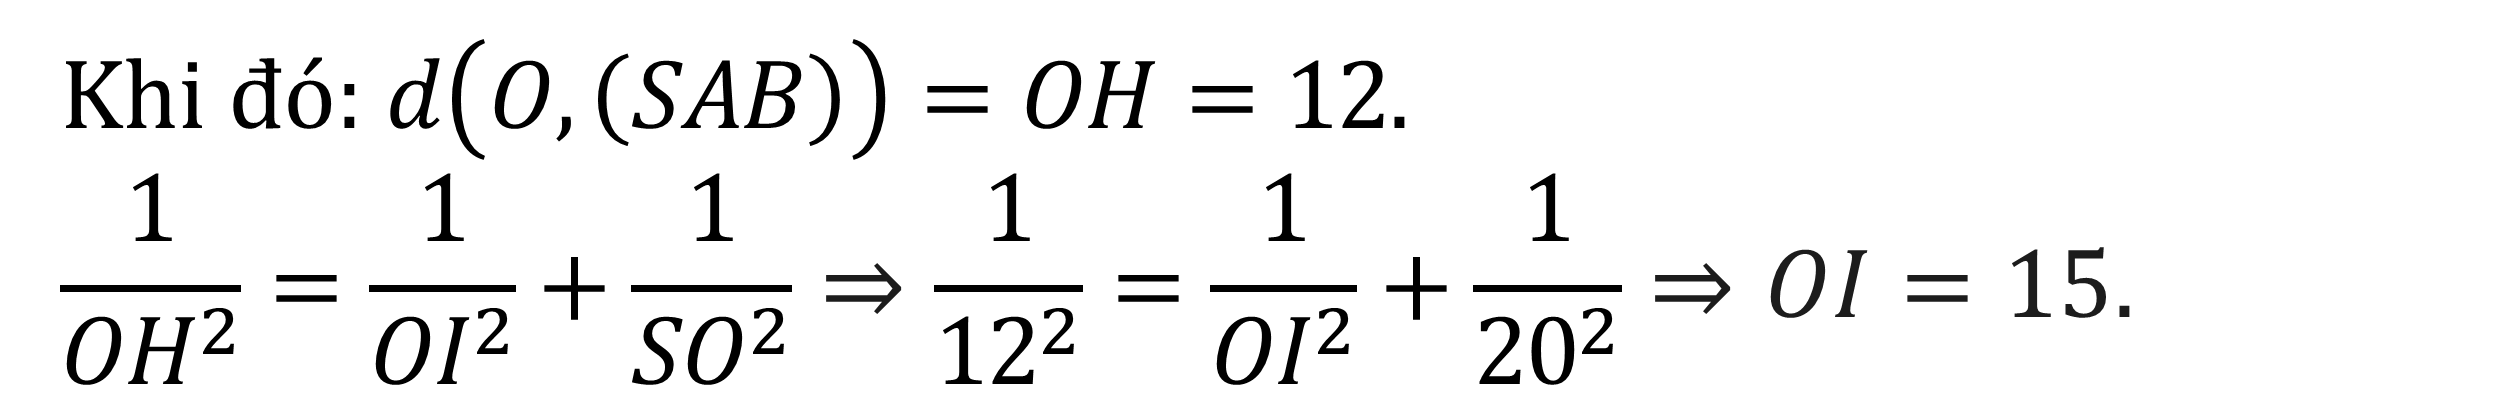 Khi đó: d(O, (SAB)) = OH = 12.
1/OH² = 1/OI² + 1/SO² ⇒ 1/12² = 1/OI² + 1/20² ⇒ OI = 15.